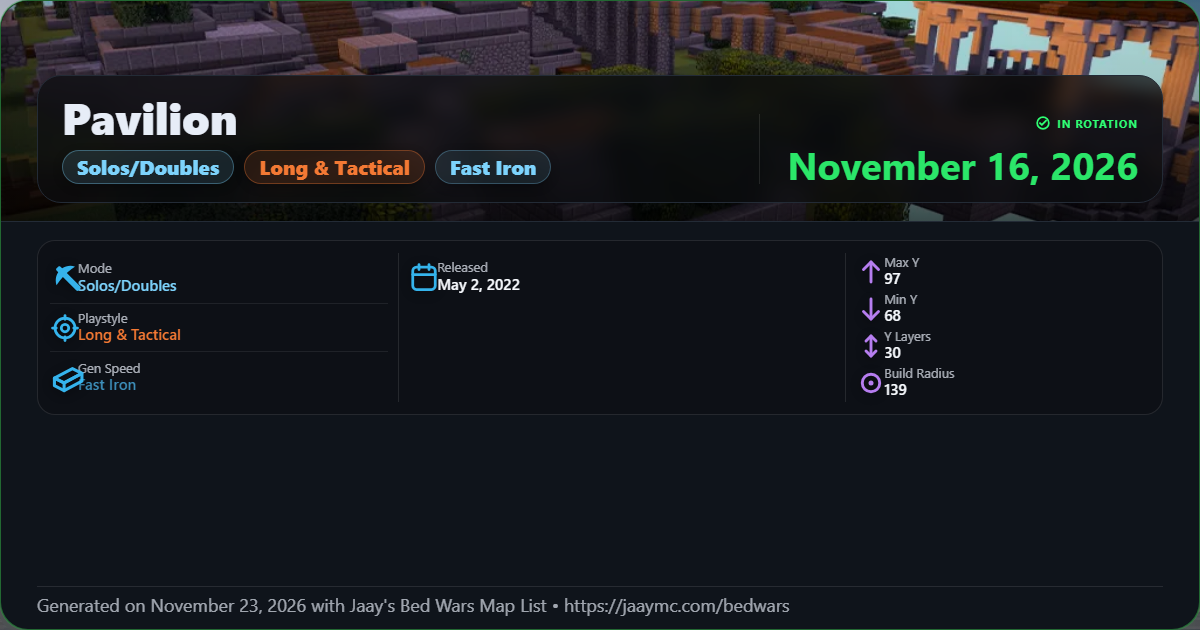 Pavilion
Solos/Doubles
Long & Tactical
Fast Iron
IN ROTATION
November 16, 2026
Mode
Solos/Doubles
Playstyle
Long & Tactical
Gen Speed
Fast Iron
Released
May 2, 2022
Max Y
97
Min Y
68
Y Layers
30
Build Radius
139
Generated on November 23, 2026 with Jaay's Bed Wars Map List • https://jaaymc.com/bedwars